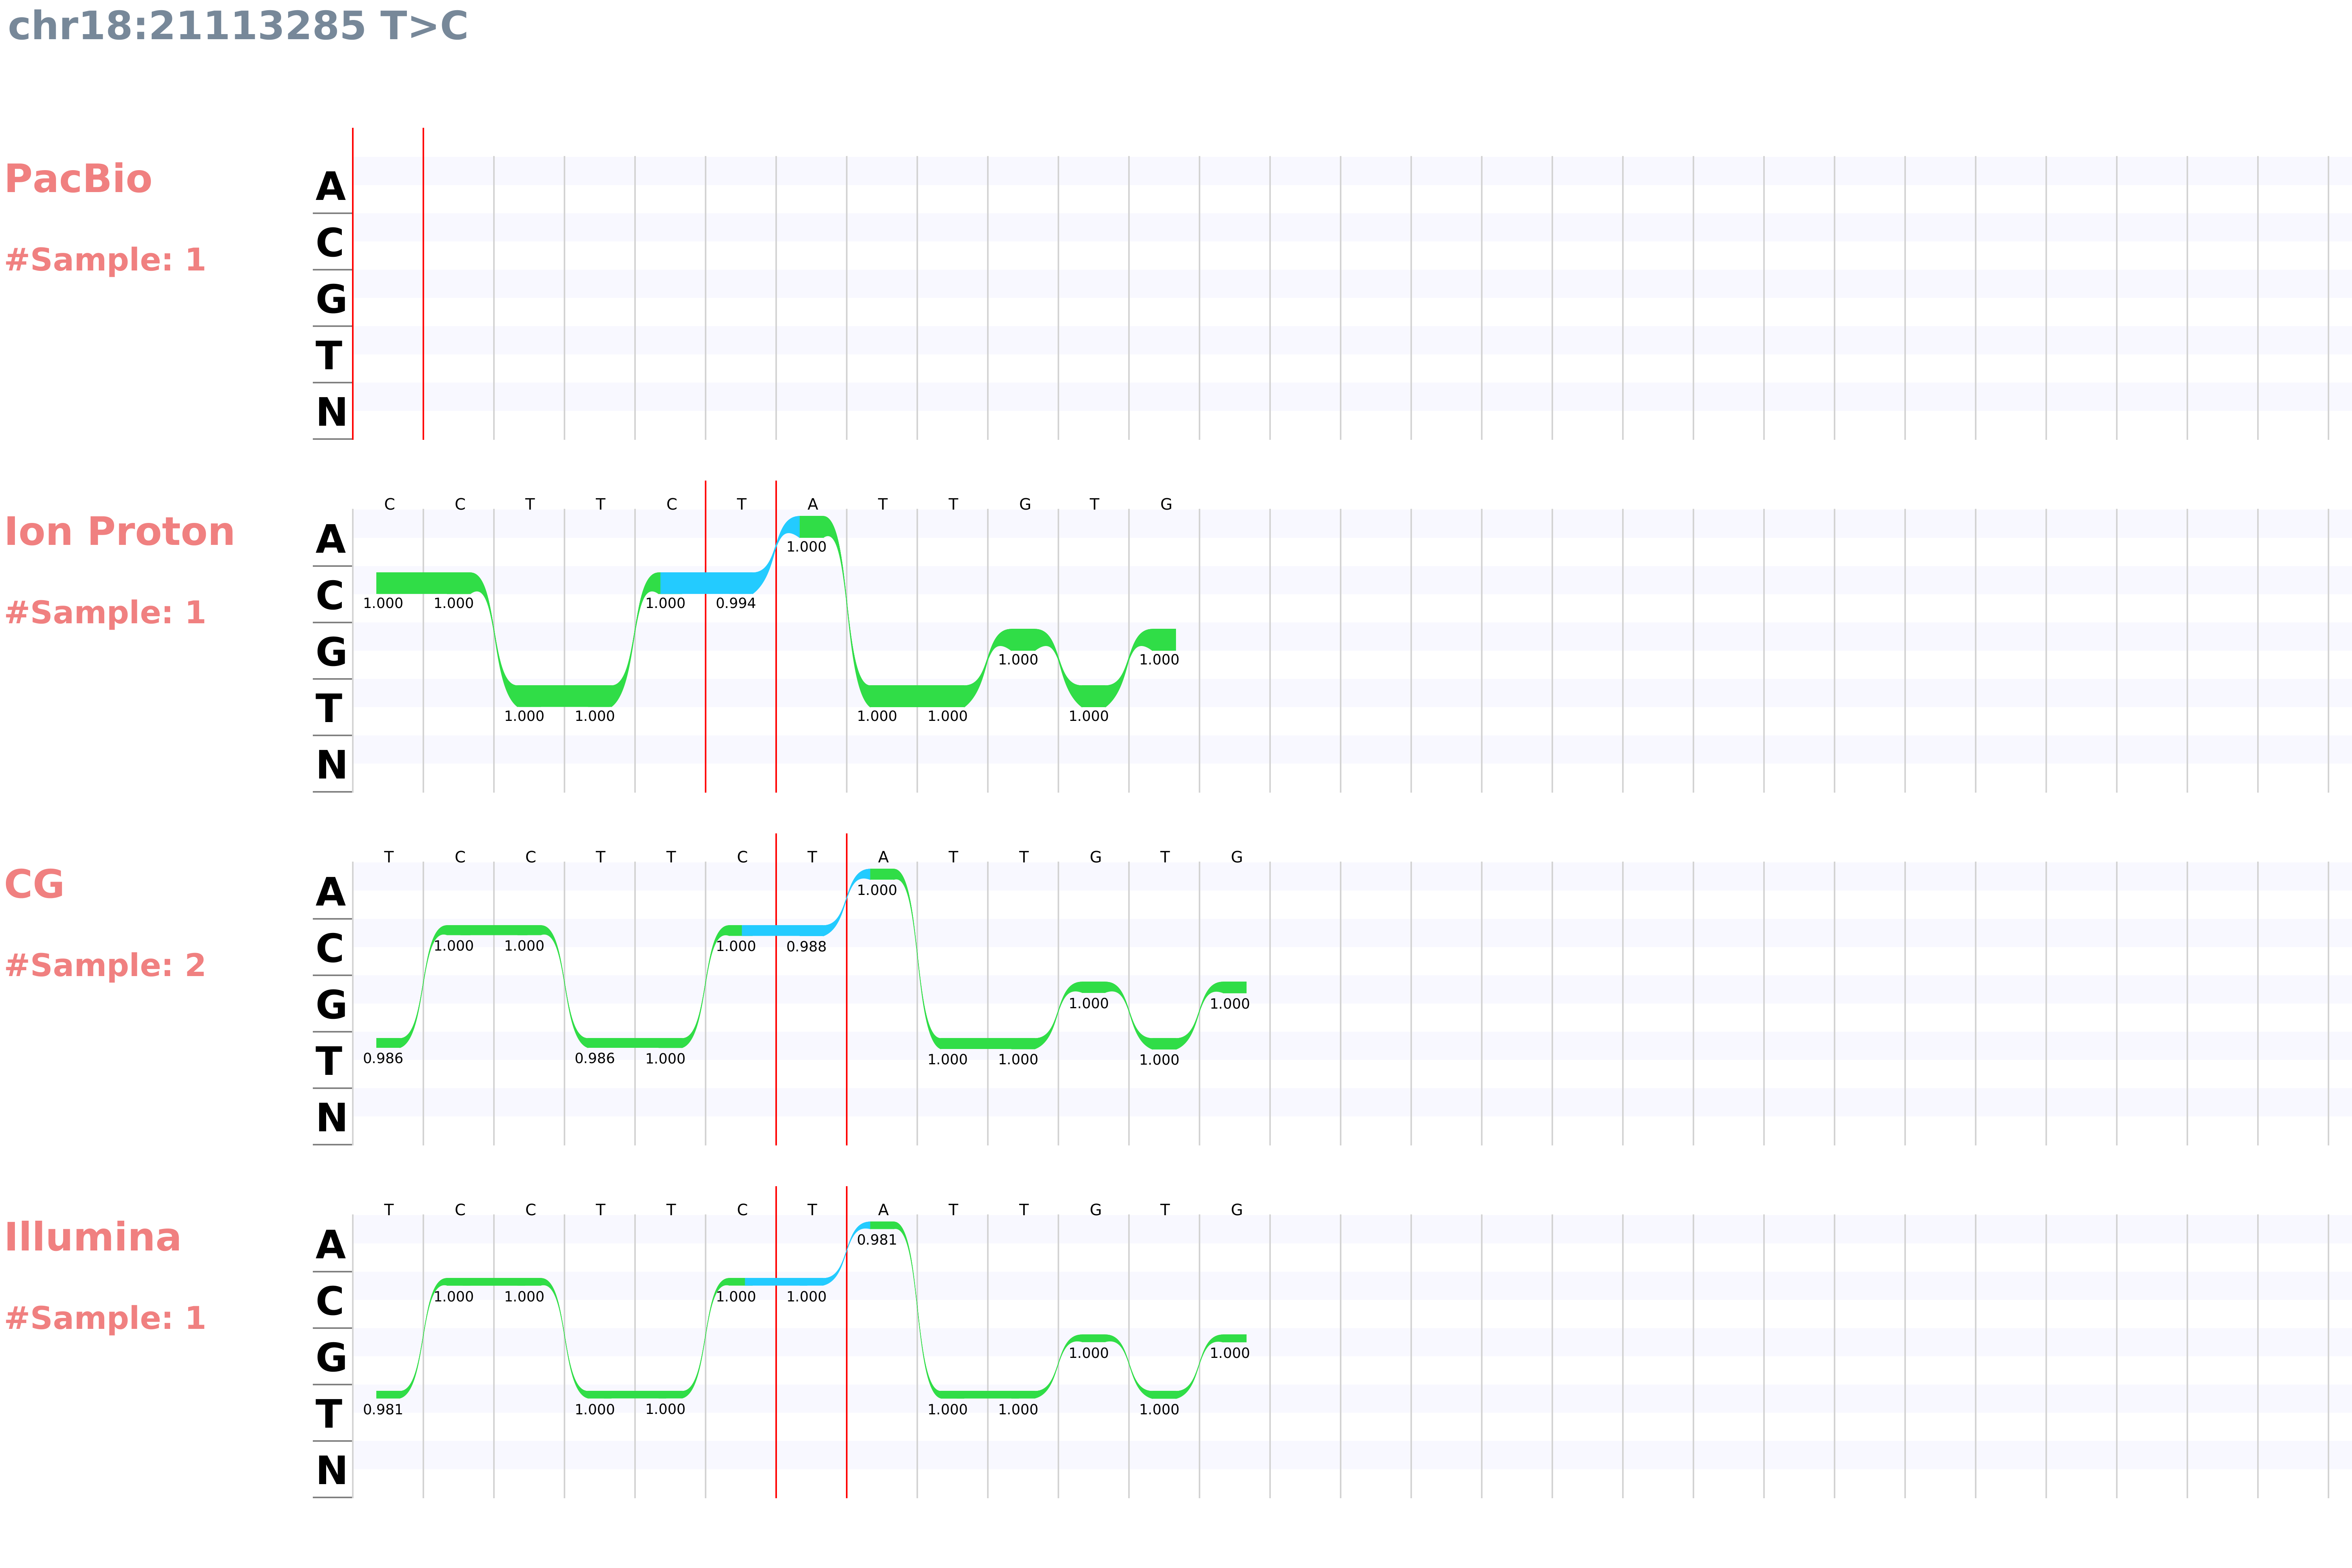 chr18:21113285 T>C
PacBio
#Sample: 1
A
C
G
T
N
Ion Proton
#Sample: 1
C C T T C T A T T G T G
A
1.000
C
1.000 1.000 1.000 0.994
G
1.000 1.000
T
1.000 1.000 1.000 1.000 1.000
N
CG
#Sample: 2
T C C T T C T A T T G T G
A
1.000
C
1.000 1.000 1.000 0.988
G
1.000 1.000
T
0.986 0.986 1.000 1.000 1.000 1.000
N
Illumina
#Sample: 1
T C C T T C T A T T G T G
A
0.981
C
1.000 1.000 1.000 1.000
G
1.000 1.000
T
0.981 1.000 1.000 1.000 1.000 1.000
N